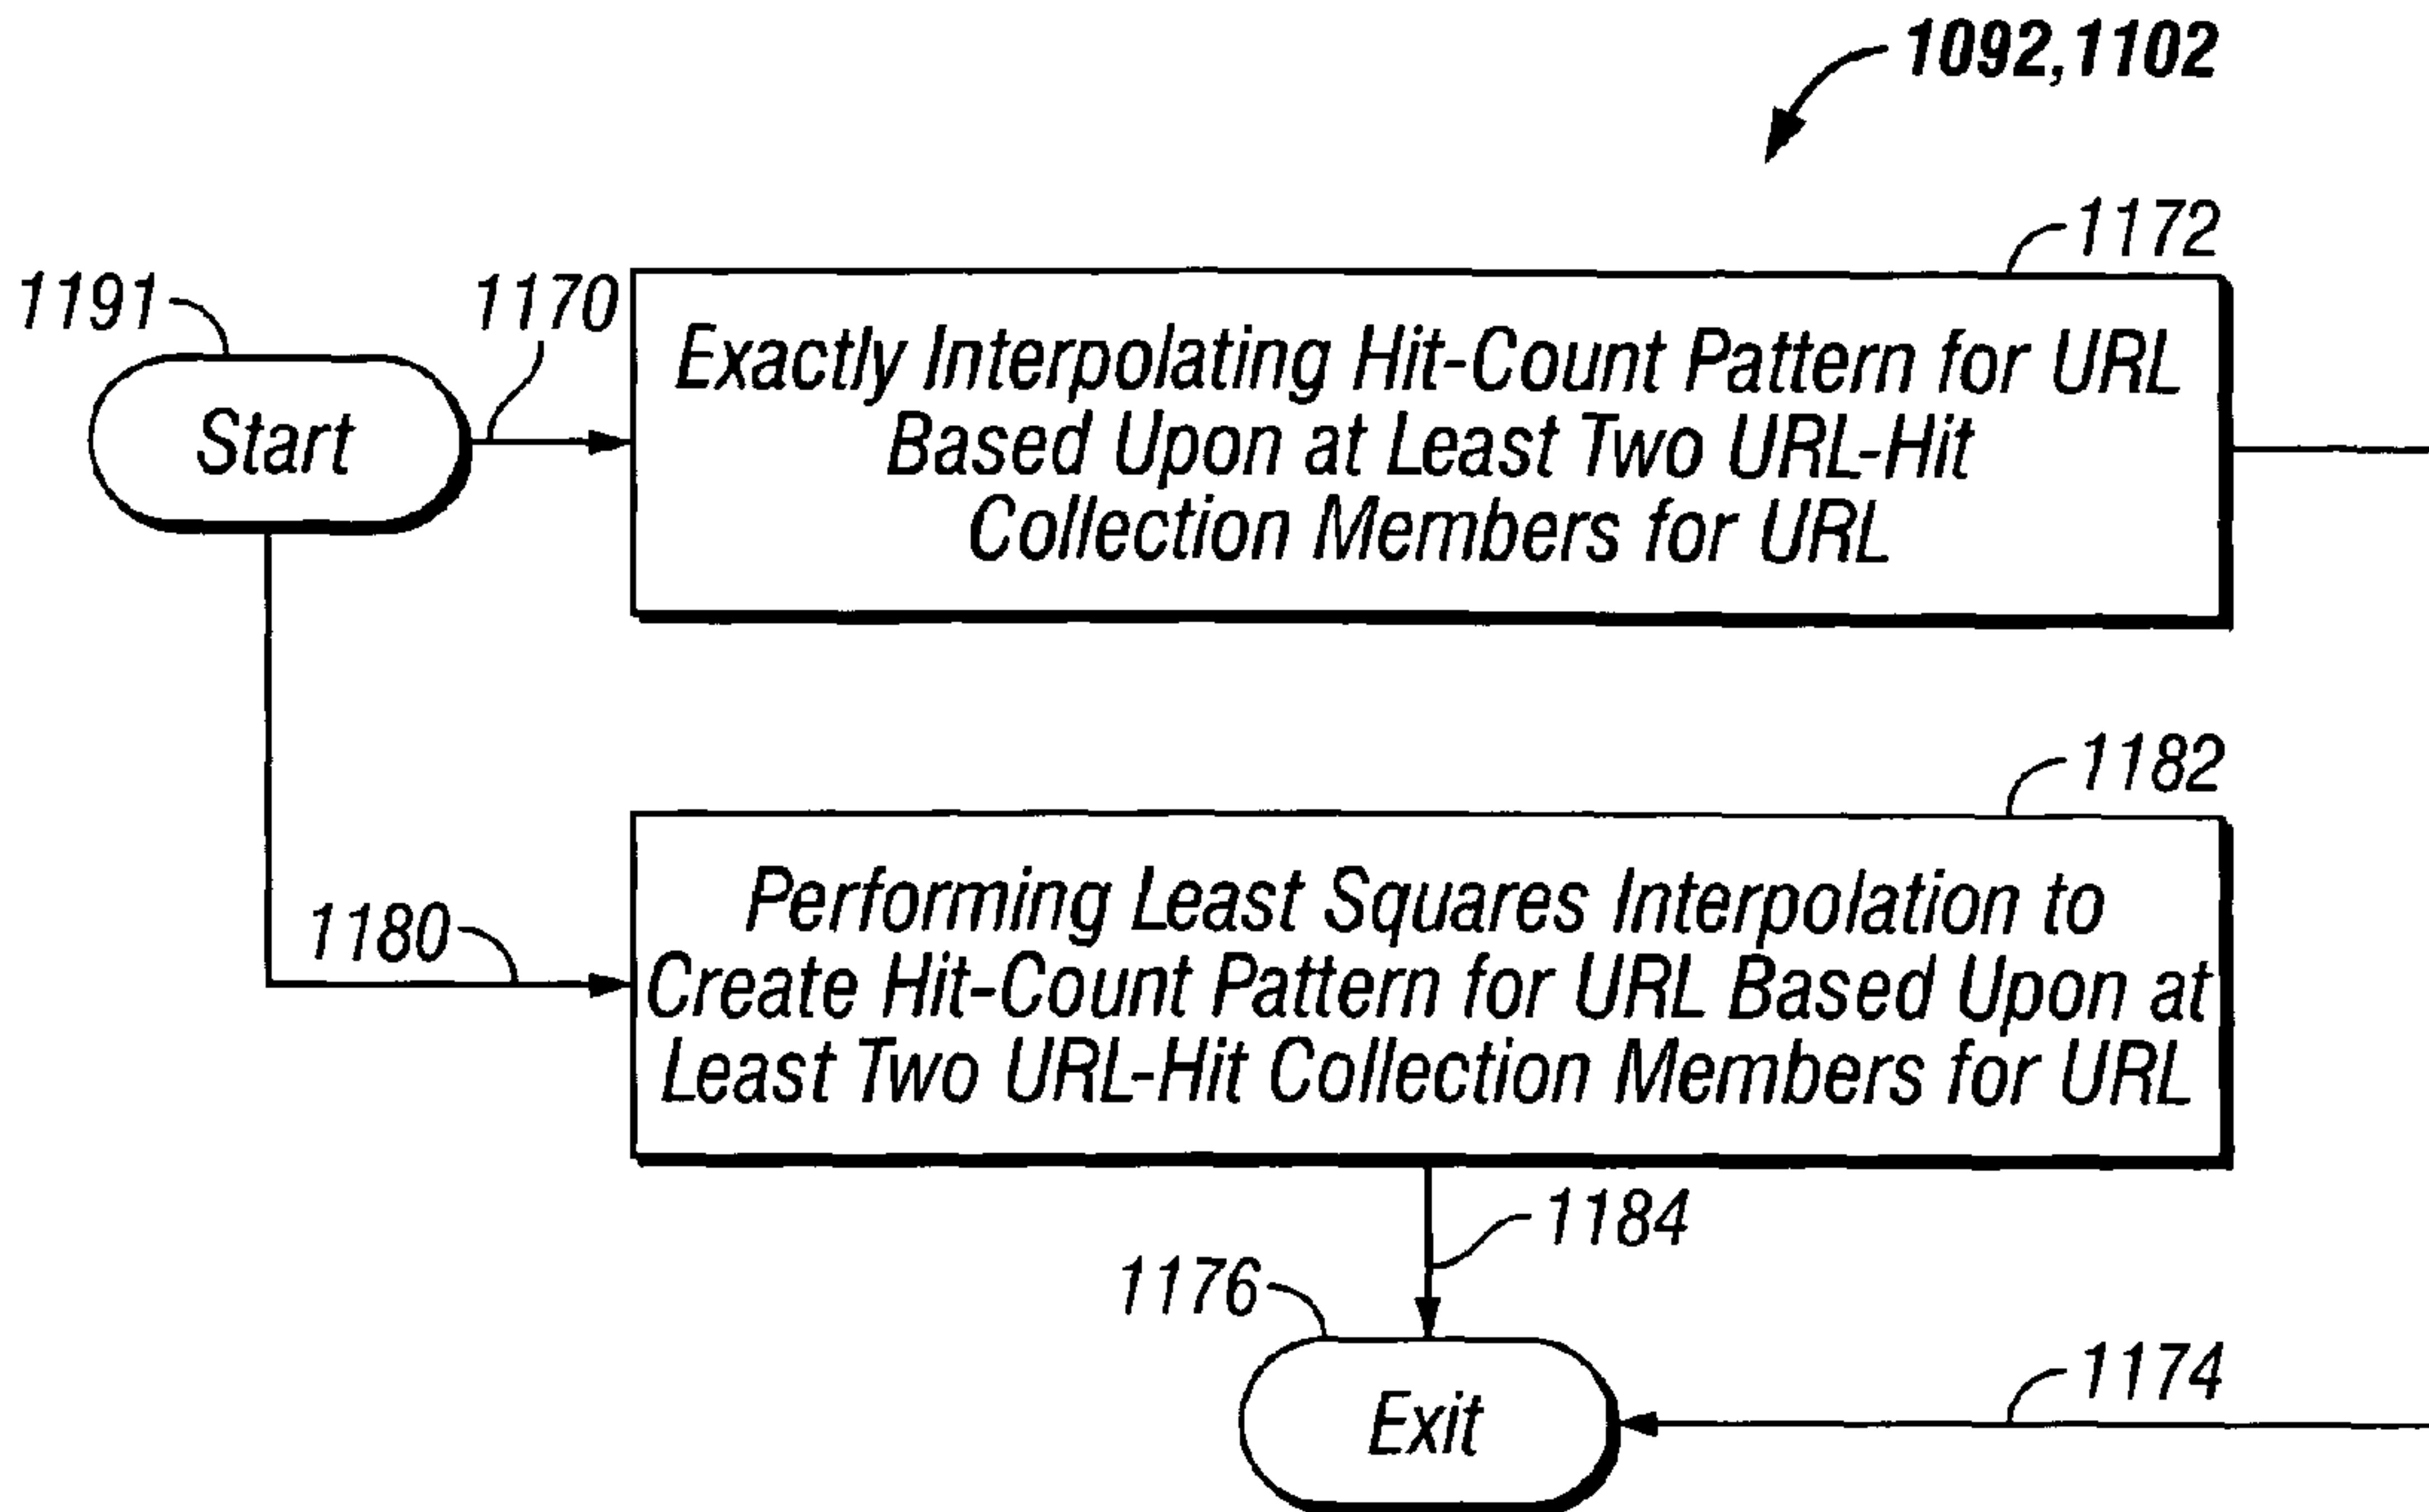 1092,1102
1172
1191
1170
Start
Exactly Interpolating Hit-Count Pattern for URL
Based Upon at Least Two URL-Hit
Collection Members for URL
1182
1180
Performing Least Squares Interpolation to
Create Hit-Count Pattern for URL Based Upon at
Least Two URL-Hit Collection Members for URL
1184
1176
1174
Exit